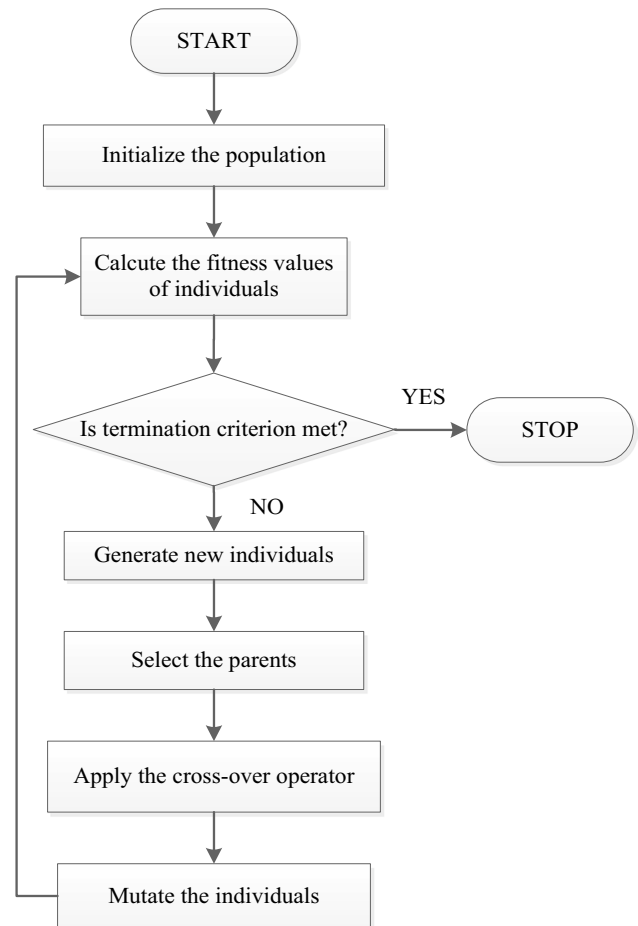 START
Initialize the population
Calcute the fitness values
of individuals
YES
Is termination criterion met?
STOP
NO
Generate new individuals
Select the parents
Apply the cross-over operator
Mutate the individuals